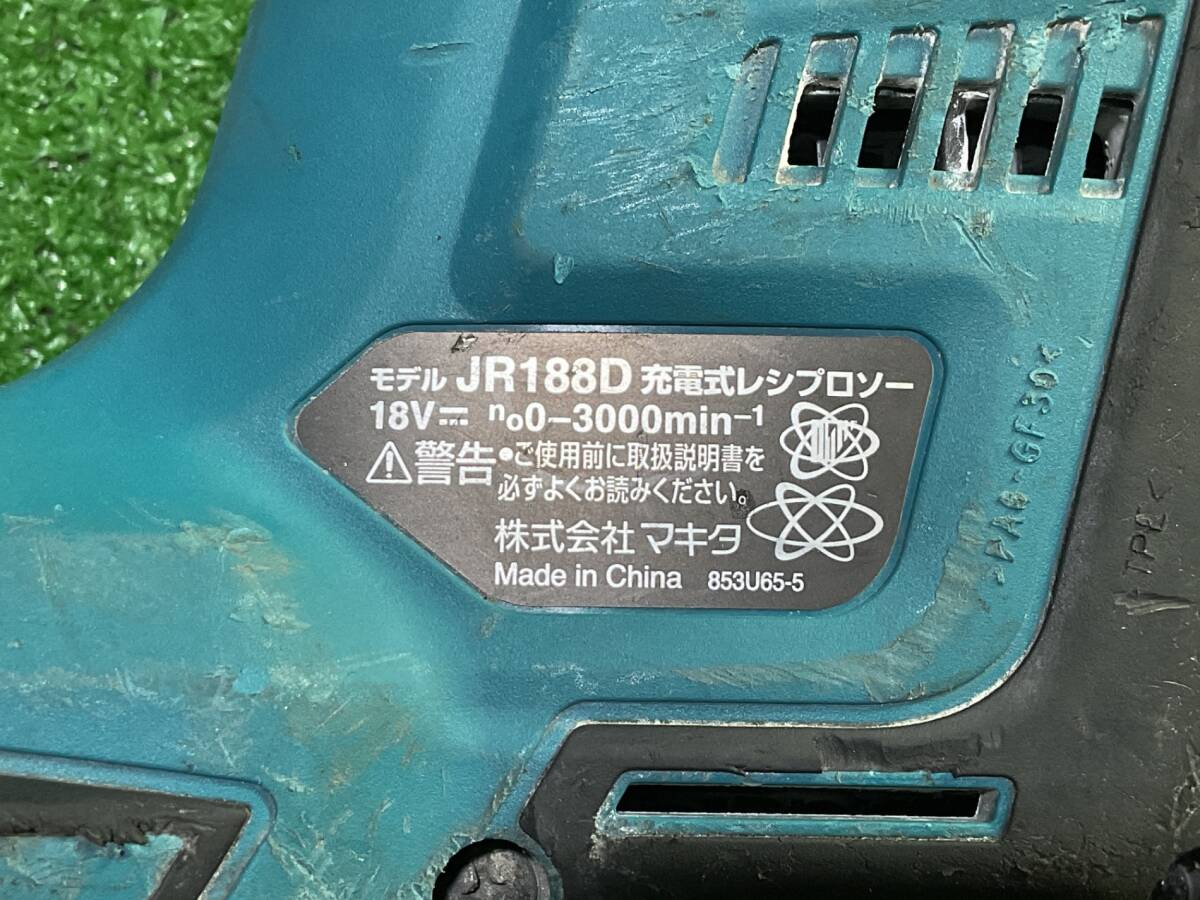 モデル JR188D 充電式レシプロソー
18V⎓ n₀0–3000min⁻¹
⚠警告 •ご使用前に取扱説明書を
必ずよくお読みください。
株式会社 マキタ
Made in China 853U65-5
>PA6-GF30<
>TPE<